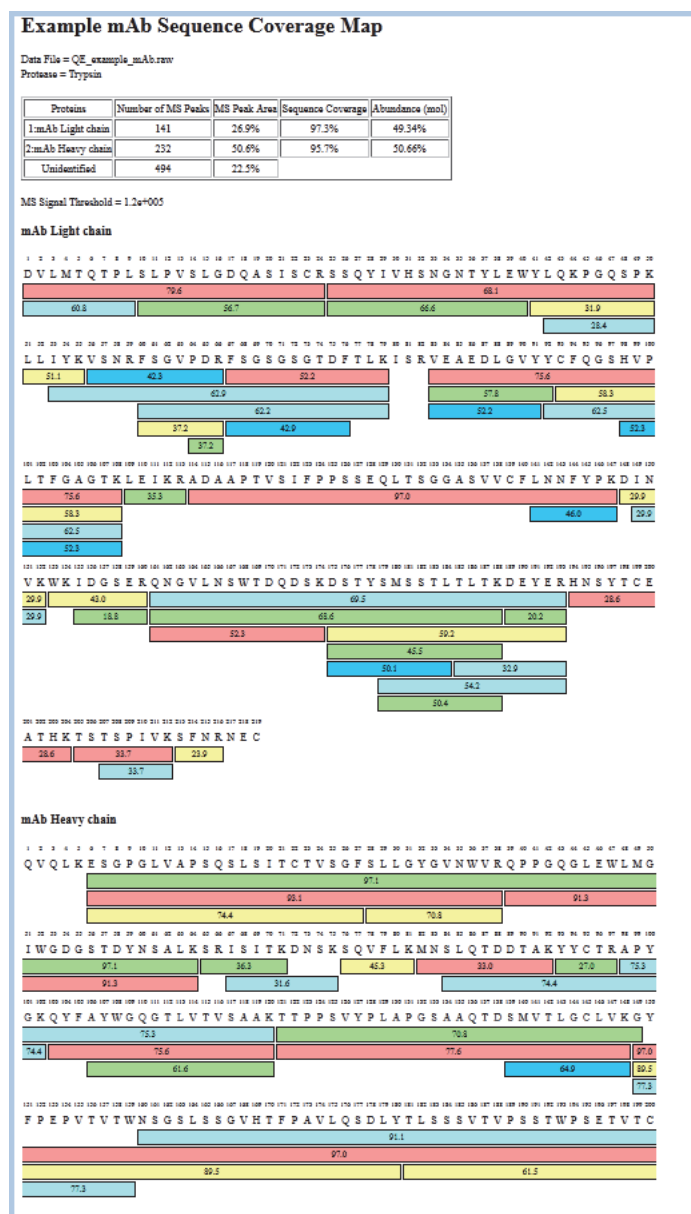 Example mAb Sequence Coverage Map
Data File = QE_example_mAb.raw
Protease = Trypsin
Proteins Number of MS Peaks MS Peak Area Sequence Coverage Abundance (mol)
1:mAb Light chain 141 26.9% 97.3% 49.34%
2:mAb Heavy chain 232 50.6% 95.7% 50.66%
Unidentified 494 22.5%
MS Signal Threshold = 1.2e+005
mAb Light chain
D V L M T Q T P L S L P V S L G D Q A S I S C R S S Q Y I V H S N G N T Y L E W Y L Q K P G Q S P K
79.6 68.1
60.8 56.7 66.6 31.9
28.4
L L I Y K V S N R F S G V P D R F S G S G S G T D F T L K I S R V E A E D L G V Y Y C F Q G S H V P
51.1 42.3 52.2 75.6
62.9 57.8 58.3
62.2 52.2 62.5
37.2 42.9 52.3
37.2
L T F G A G T K L E I K R A D A A P T V S I F P P S S E Q L T S G G A S V V C F L N N F Y P K D I N
75.6 35.3 97.0 29.9
58.3 46.0 29.9
62.5
52.3
V K W K I D G S E R Q N G V L N S W T D Q D S K D S T Y S M S S T L T L T K D E Y E R H N S Y T C E
29.9 43.0 69.5 28.6
29.9 18.8 68.6 20.2
52.3 59.2
45.5
50.1 32.9
54.2
50.4
A T H K T S T S P I V K S F N R N E C
28.6 33.7 23.9
33.7
mAb Heavy chain
Q V Q L K E S G P G L V A P S Q S L S I T C T V S G F S L L G Y G V N W V R Q P P G Q G L E W L M G
97.1
93.1 91.3
74.4 70.8
I W G D G S T D Y N S A L K S R I S I T K D N S K S Q V F L K M N S L Q T D D T A K Y Y C T R A P Y
97.1 36.3 45.3 33.0 27.0 75.3
91.3 31.6 74.4
G K Q Y F A Y W G Q G T L V T V S A A K T T P P S V Y P L A P G S A A Q T D S M V T L G C L V K G Y
75.3 70.8
74.4 75.6 77.6 97.0
61.6 64.9 89.5
77.3
F P E P V T V T W N S G S L S S G V H T F P A V L Q S D L Y T L S S S V T V P S S T W P S E T V T C
91.1
97.0
89.5 61.5
77.3